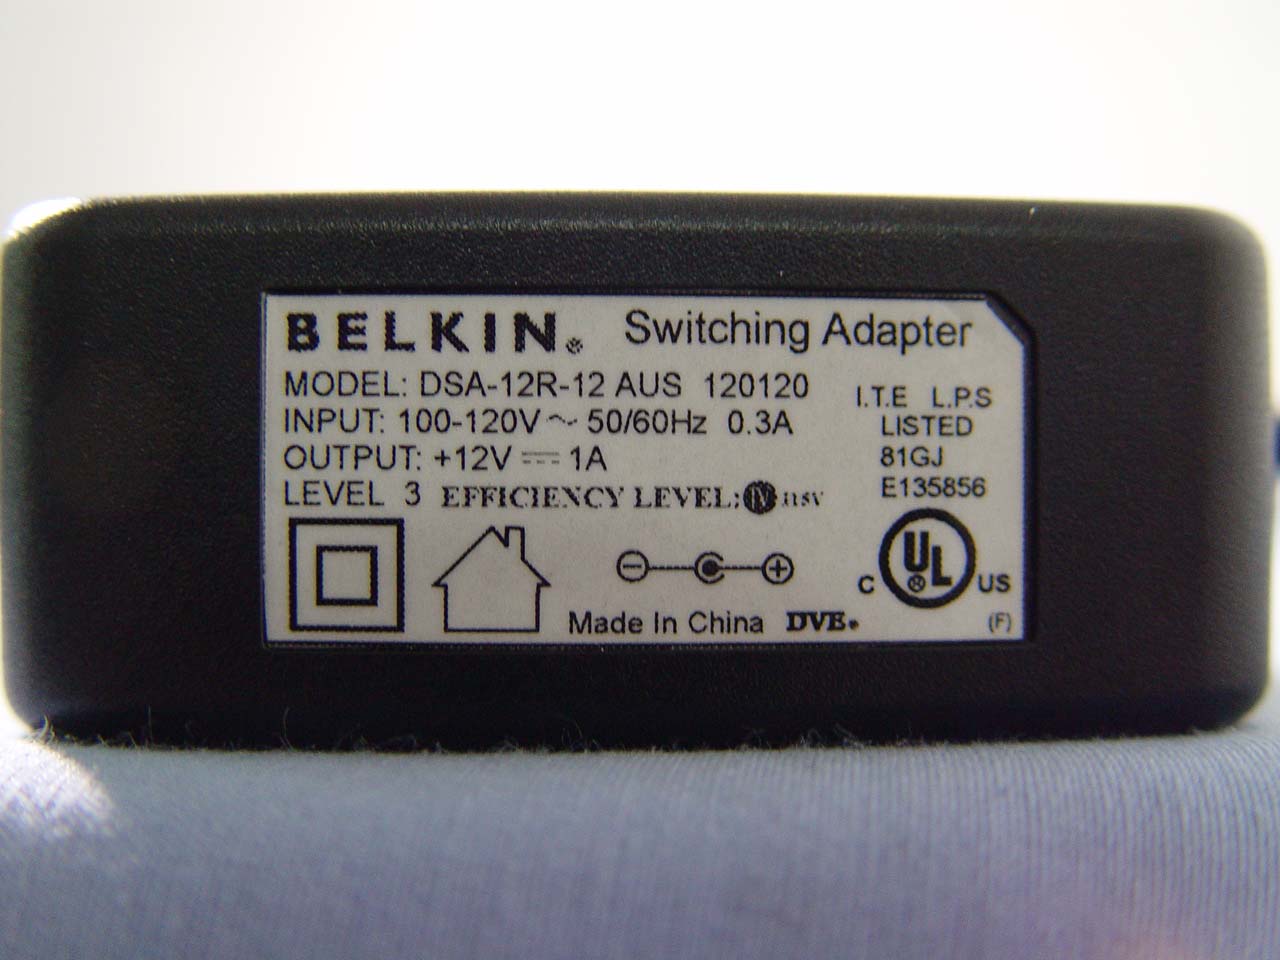 BELKIN® Switching Adapter
MODEL: DSA-12R-12 AUS 120120
INPUT: 100-120V ~ 50/60Hz 0.3A
OUTPUT: +12V ⎓ 1A
LEVEL 3 EFFICIENCY LEVEL: IV
I.T.E L.P.S
LISTED
81GJ
E135856
C UL® US
Made In China DVE®
(F)